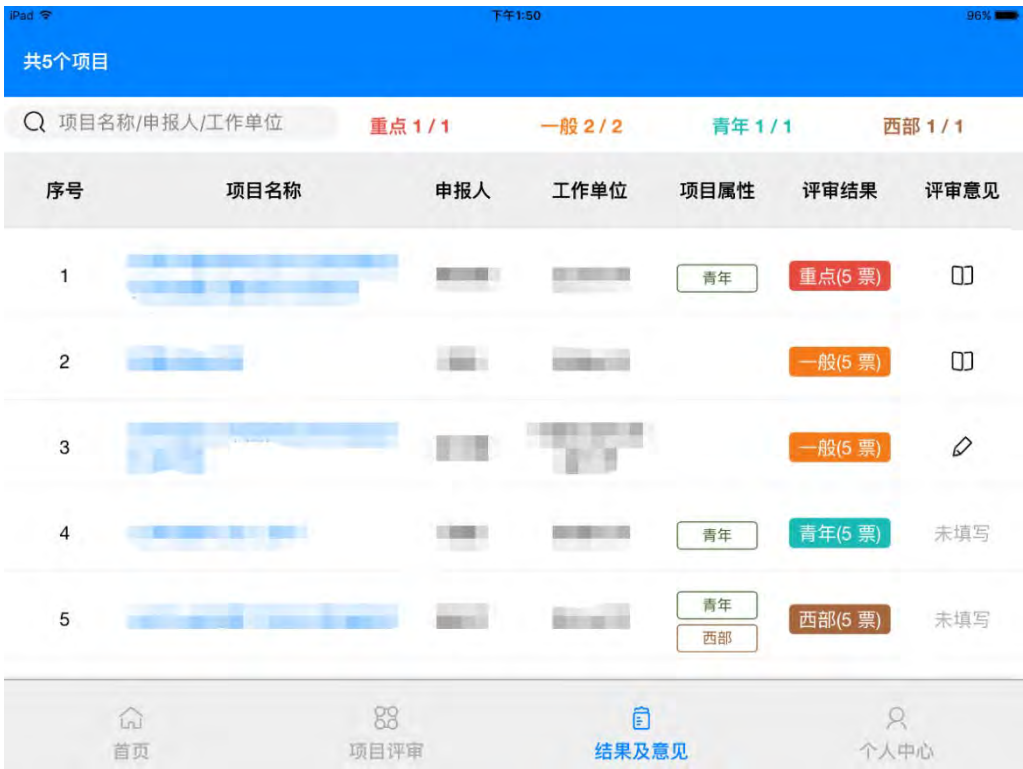 iPad 下午1:50 96%
共5个项目
项目名称/申报人/工作单位 重点 1 / 1 一般 2 / 2 青年 1 / 1 西部 1 / 1
序号 项目名称 申报人 工作单位 项目属性 评审结果 评审意见
1 青年 重点(5 票)
2 一般(5 票)
3 一般(5 票)
4 青年 青年(5 票) 未填写
5 青年 西部 西部(5 票) 未填写
首页 项目评审 结果及意见 个人中心